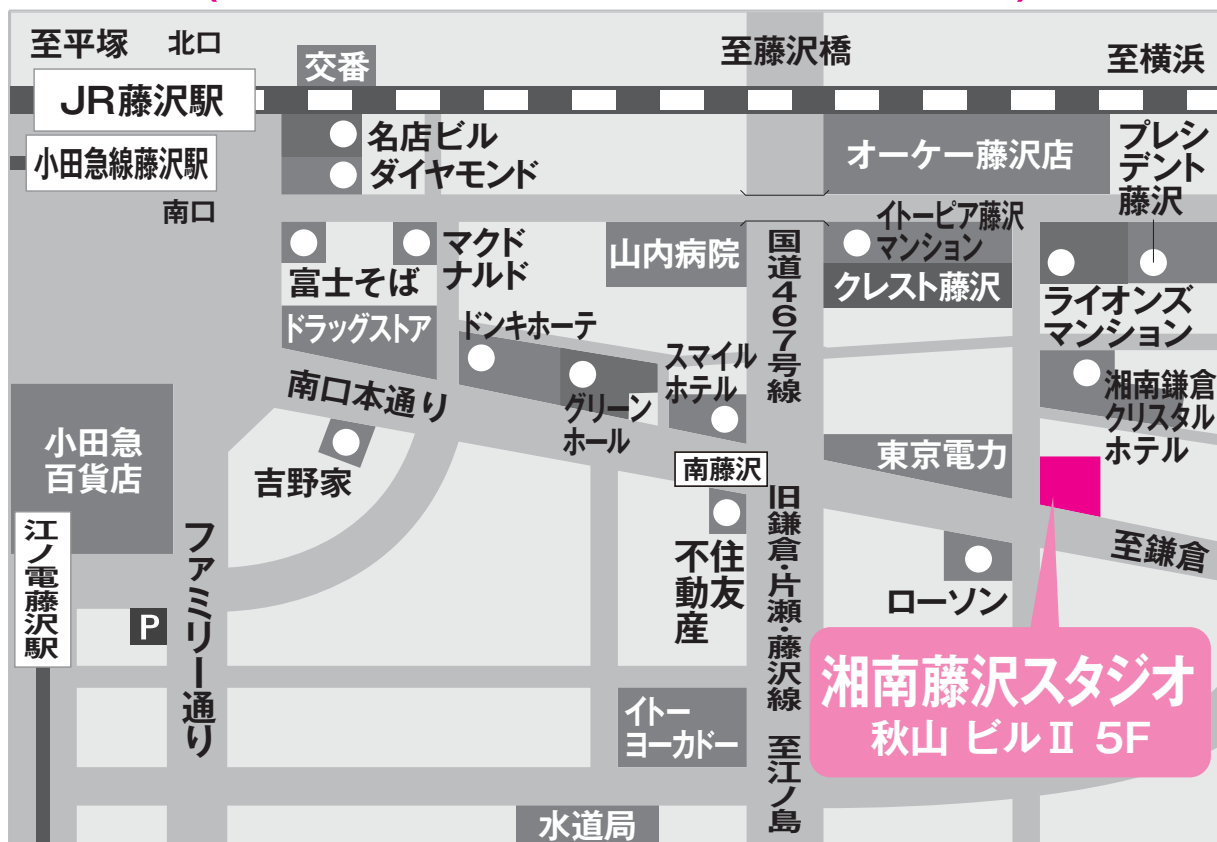 至平塚
北口
交番
至藤沢橋
至横浜
JR藤沢駅
小田急線藤沢駅
南口
名店ビル
ダイヤモンド
オーケー藤沢店
プレシ
デント
藤沢
富士そば
マクド
ナルド
山内病院
国道467号線
イトーピア藤沢
マンション
クレスト藤沢
ライオンズ
マンション
ドラッグストア
ドンキホーテ
グリーン
ホール
スマイル
ホテル
湘南鎌倉
クリスタル
ホテル
南口本通り
小田急
百貨店
吉野家
南藤沢
東京電力
住友
不動産
旧鎌倉・片瀬・藤沢線
至江ノ島
至鎌倉
ローソン
江ノ電藤沢駅
P
ファミリー通り
イトー
ヨーカドー
水道局
湘南藤沢スタジオ
秋山 ビルⅡ 5F